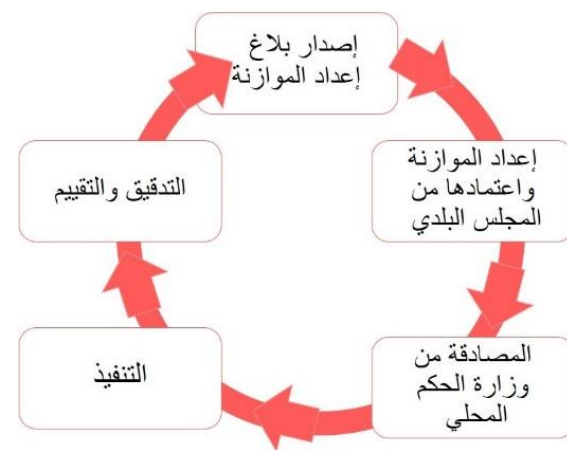 إصدار بلاغ
إعداد الموازنة
إعداد الموازنة
واعتمادها من
المجلس البلدي
المصادقة من
وزارة الحكم
المحلي
التنفيذ
التدقيق والتقييم